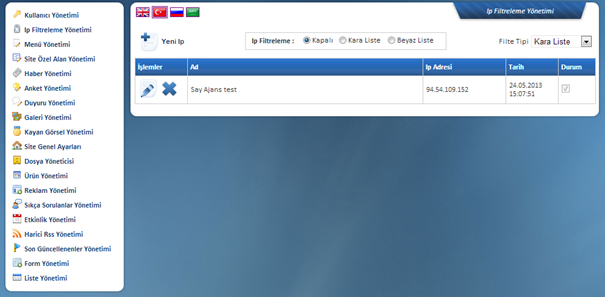 Kullanıcı Yönetimi
Ip Filtreleme Yönetimi
Menü Yönetimi
Site Özel Alan Yönetimi
Haber Yönetimi
Anket Yönetimi
Duyuru Yönetimi
Galeri Yönetimi
Kayan Görsel Yönetimi
Site Genel Ayarları
Dosya Yöneticisi
Ürün Yönetimi
Reklam Yönetimi
Sıkça Sorulanlar Yönetimi
Etkinlik Yönetimi
Harici Rss Yönetimi
Son Güncellenenler Yönetimi
Form Yönetimi
Liste Yönetimi
Ip Filtreleme Yönetimi
Yeni Ip
Ip Filtreleme : Kapalı Kara Liste Beyaz Liste
Filte Tipi Kara Liste
İşlemler Ad Ip Adresi Tarih Durum
Say Ajans test 94.54.109.152 24.05.2013
15:07:51